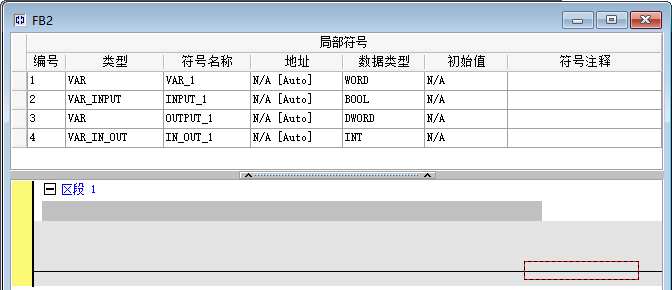 FB2
局部符号
编号 类型 符号名称 地址 数据类型 初始值 符号注释
1 VAR VAR_1 N/A [Auto] WORD N/A
2 VAR_INPUT INPUT_1 N/A [Auto] BOOL N/A
3 VAR OUTPUT_1 N/A [Auto] DWORD N/A
4 VAR_IN_OUT IN_OUT_1 N/A [Auto] INT N/A
区段 1